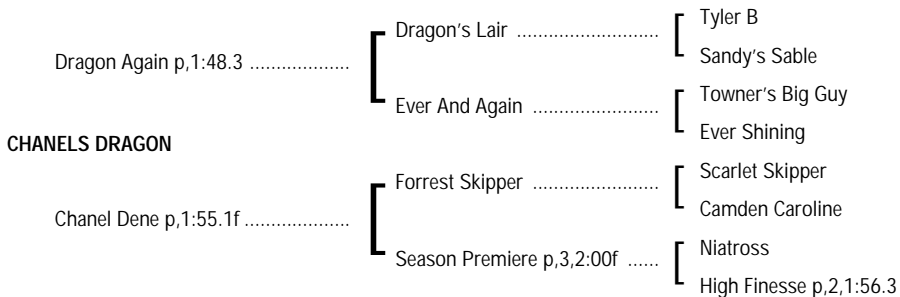 Tyler B
Dragon's Lair ............................
Sandy's Sable
Dragon Again p,1:48.3 ....................
Towner's Big Guy
Ever And Again .........................
Ever Shining
CHANELS DRAGON
Scarlet Skipper
Forrest Skipper .........................
Camden Caroline
Chanel Dene p,1:55.1f .....................
Niatross
Season Premiere p,3,2:00f ......
High Finesse p,2,1:56.3